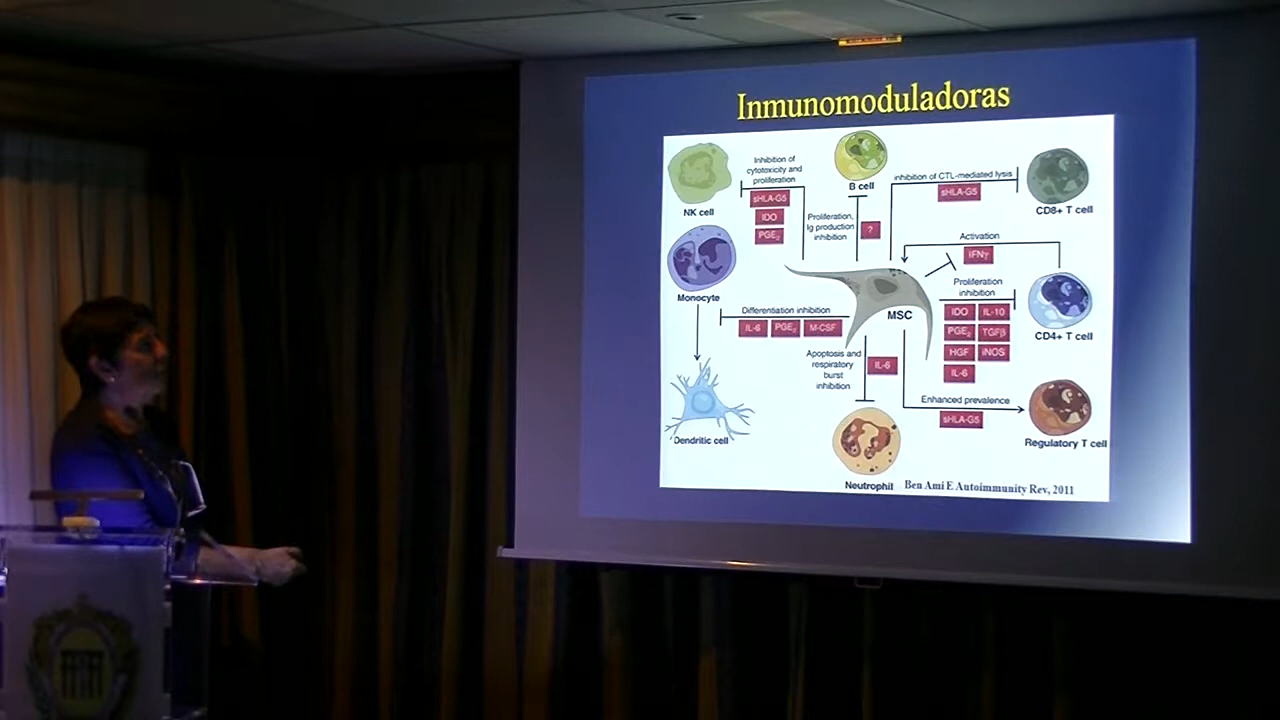 Inmunomoduladoras
Inhibition of
cytotoxicity and
proliferation
sHLA-G5
IDO
PGE₂
NK cell
B cell
Proliferation,
Ig production
inhibition
?
inhibition of CTL-mediated lysis
sHLA-G5
CD8+ T cell
Activation
IFNγ
Monocyte
Differentiation inhibition
IL-6 PGE₂ M-CSF
MSC
Proliferation
inhibition
IDO IL-10
PGE₂ TGFβ
HGF iNOS
IL-6
CD4+ T cell
Apoptosis and
respiratory
burst
inhibition
IL-6
Enhanced prevalence
sHLA-G5
Regulatory T cell
Dendritic cell
Neutrophil
Ben Ami E Autoimmunity Rev, 2011